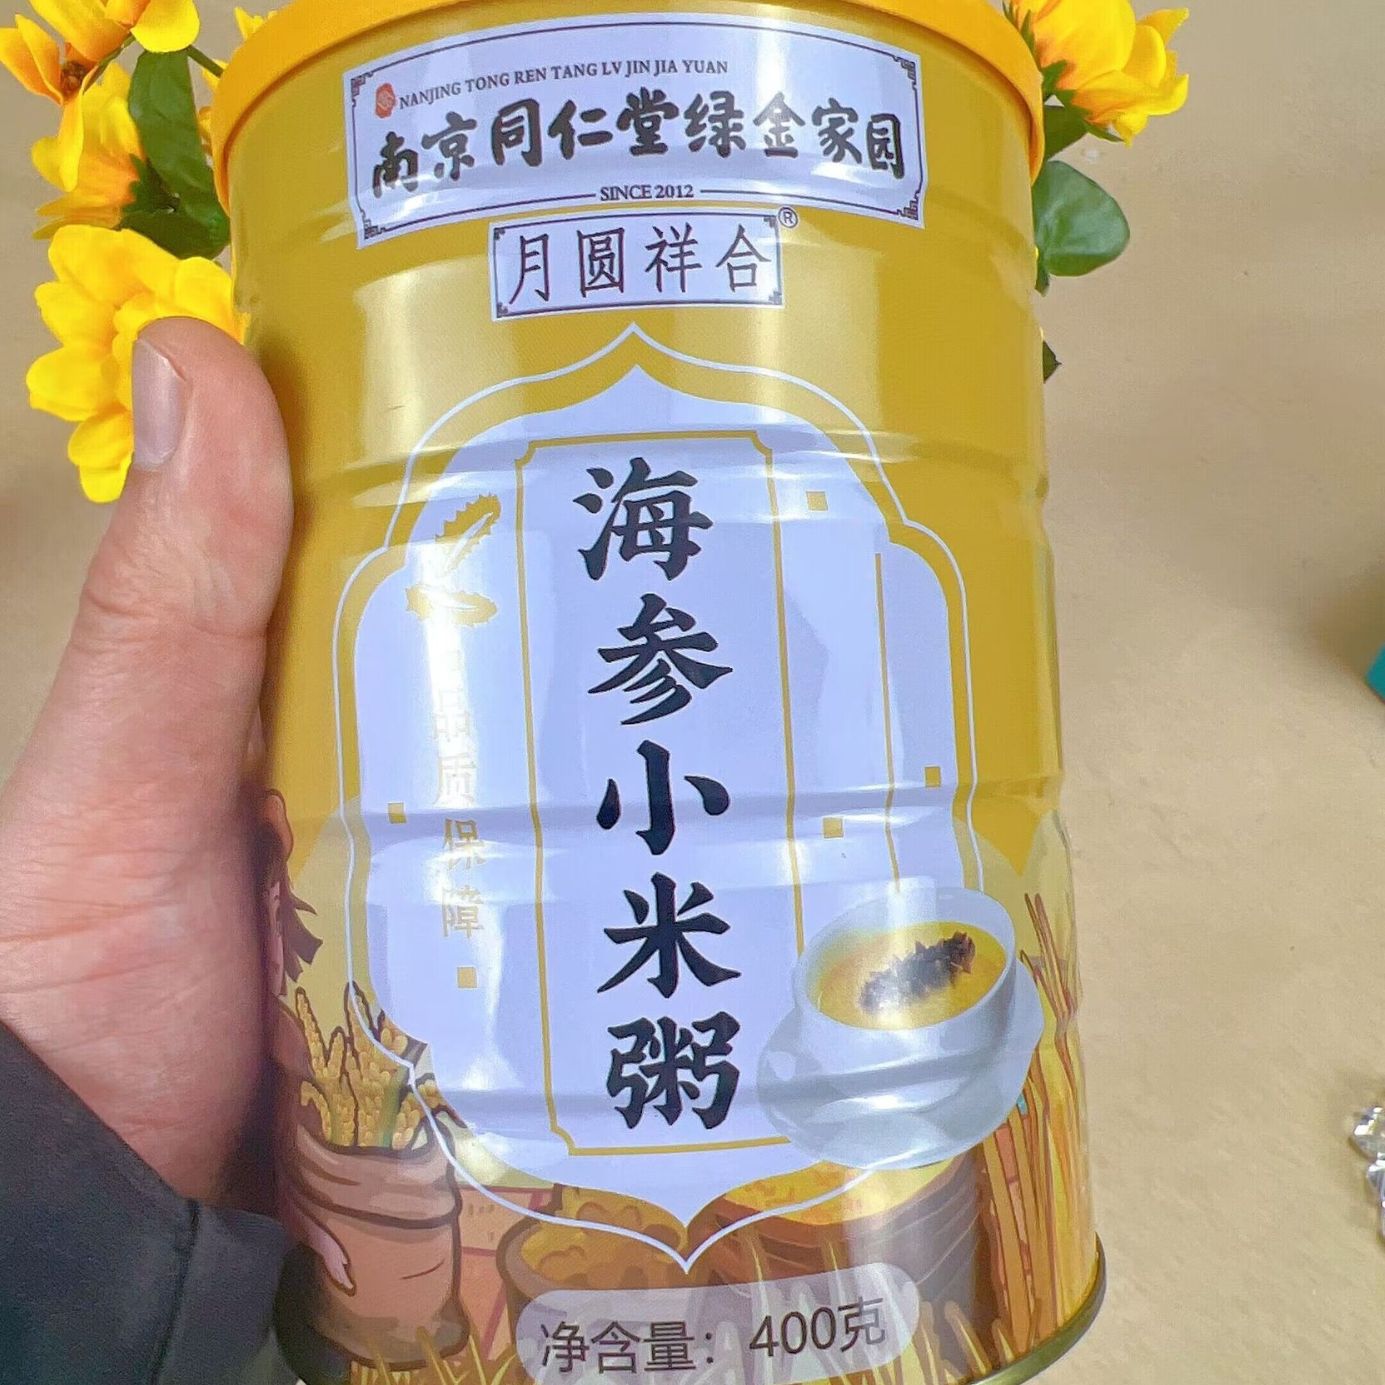 NANJING TONG REN TANG LV JIN JIA YUAN
南京同仁堂绿金家园
SINCE 2012
月圆祥合®
海参小米粥
品质保障
净含量：400克